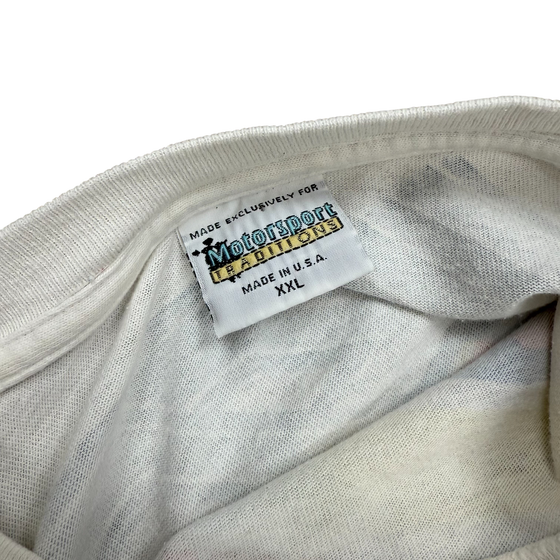 MADE EXCLUSIVELY FOR
Motorsport
TRADITIONS
MADE IN U.S.A.
XXL